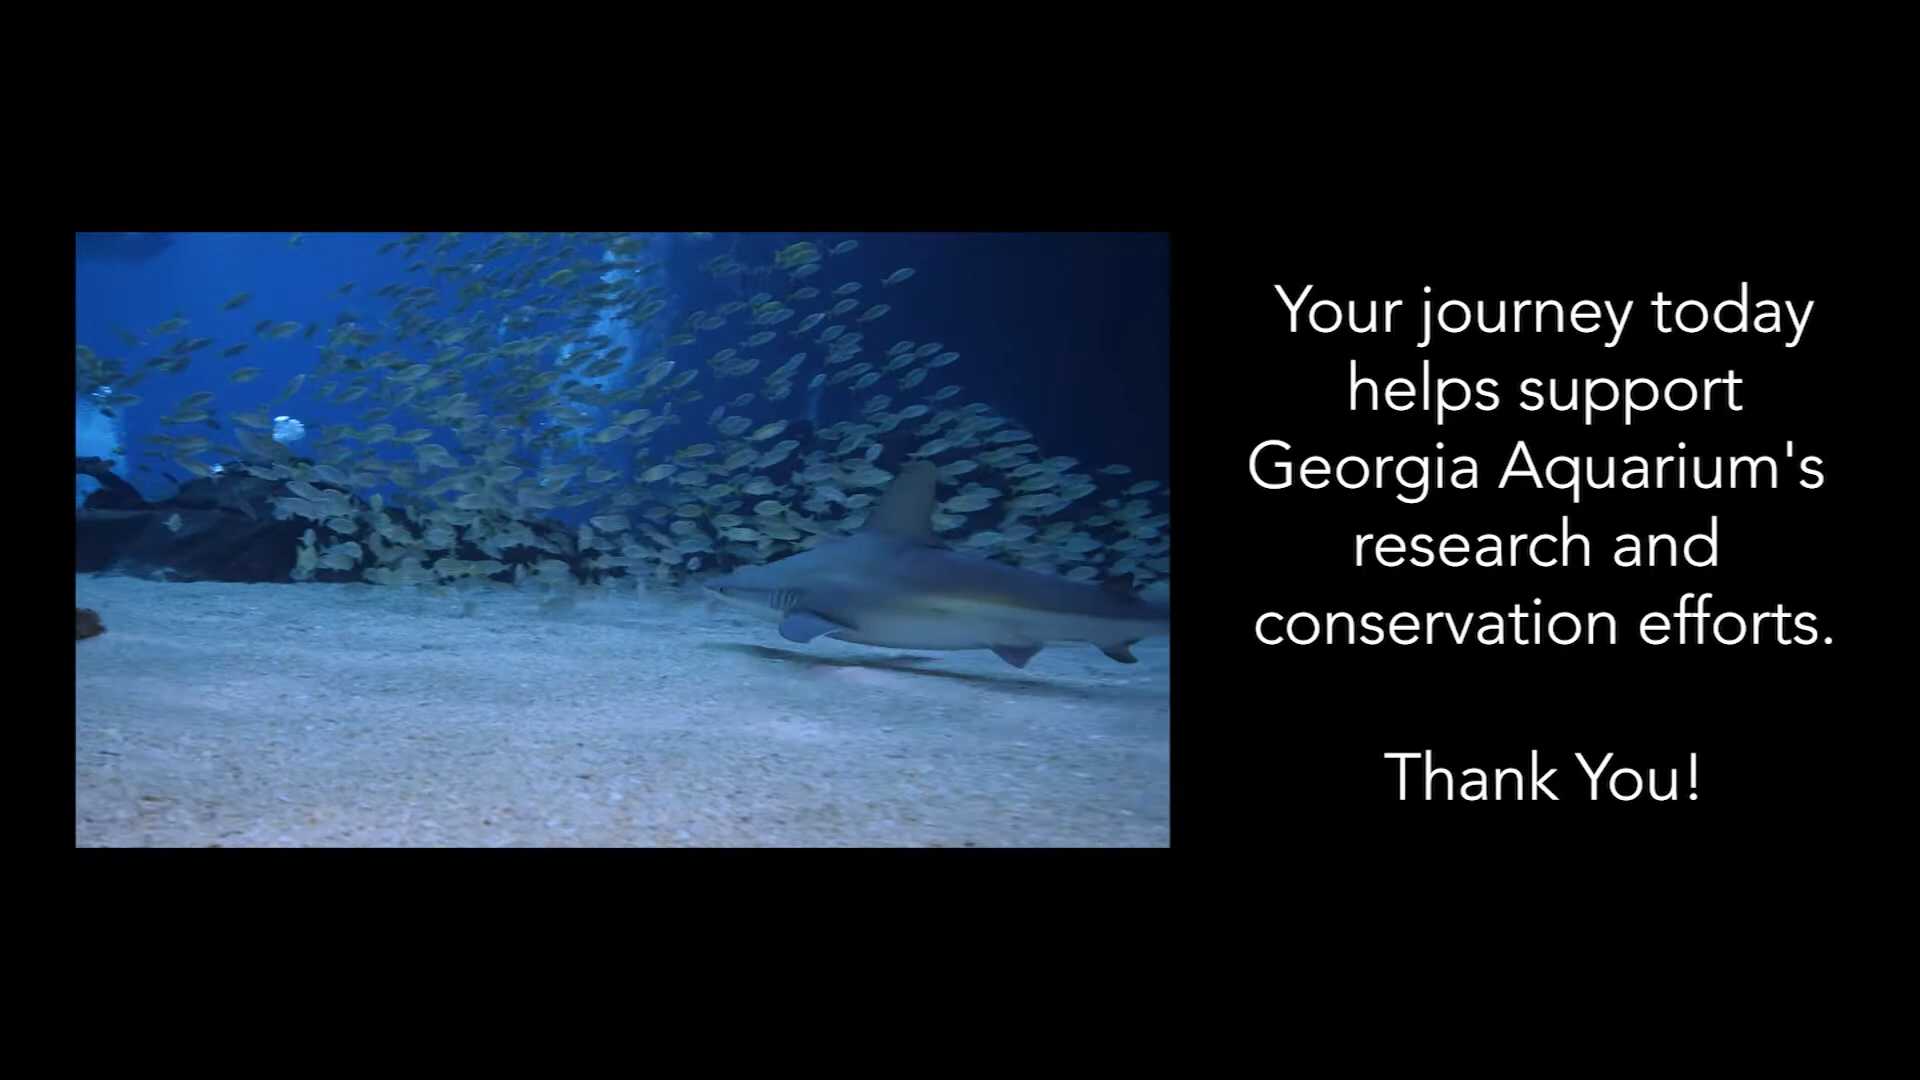 Your journey today
helps support
Georgia Aquarium's
research and
conservation efforts.
Thank You!